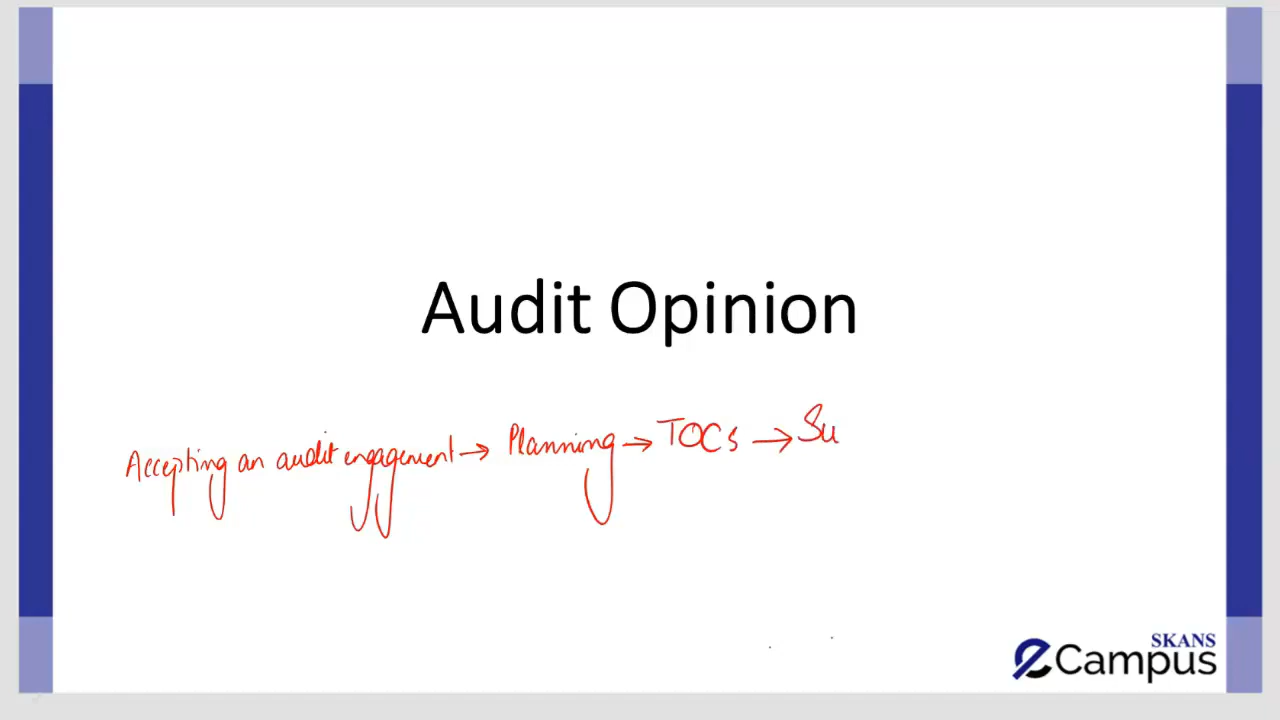 Audit Opinion
Accepting an audit engagement → Planning → TOCs → Su
SKANS
eCampus